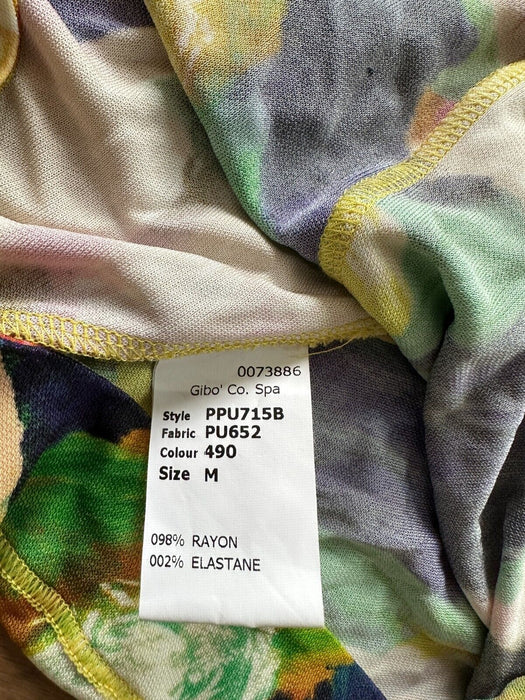 0073886
Gibo' Co. Spa
Style PPU715B
Fabric PU652
Colour 490
Size M
098% RAYON
002% ELASTANE